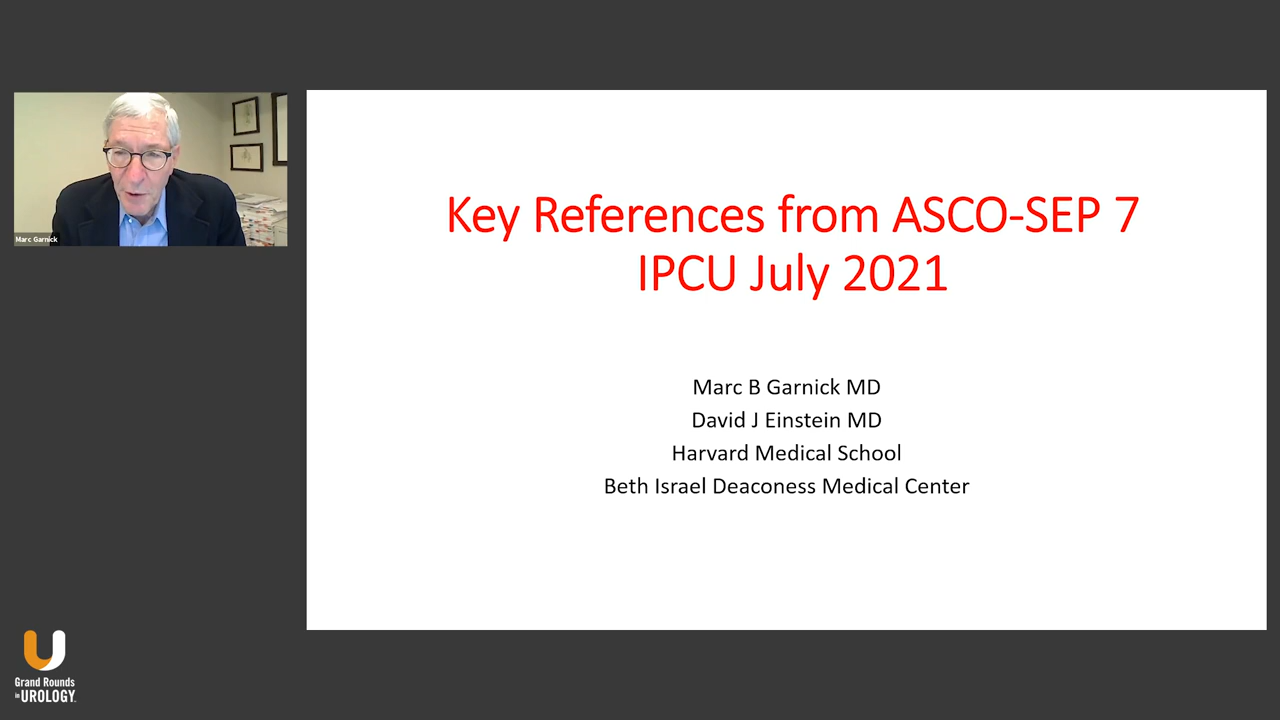 Marc Garnick
Key References from ASCO-SEP 7
IPCU July 2021
Marc B Garnick MD
David J Einstein MD
Harvard Medical School
Beth Israel Deaconess Medical Center
U
Grand Rounds
in UROLOGY